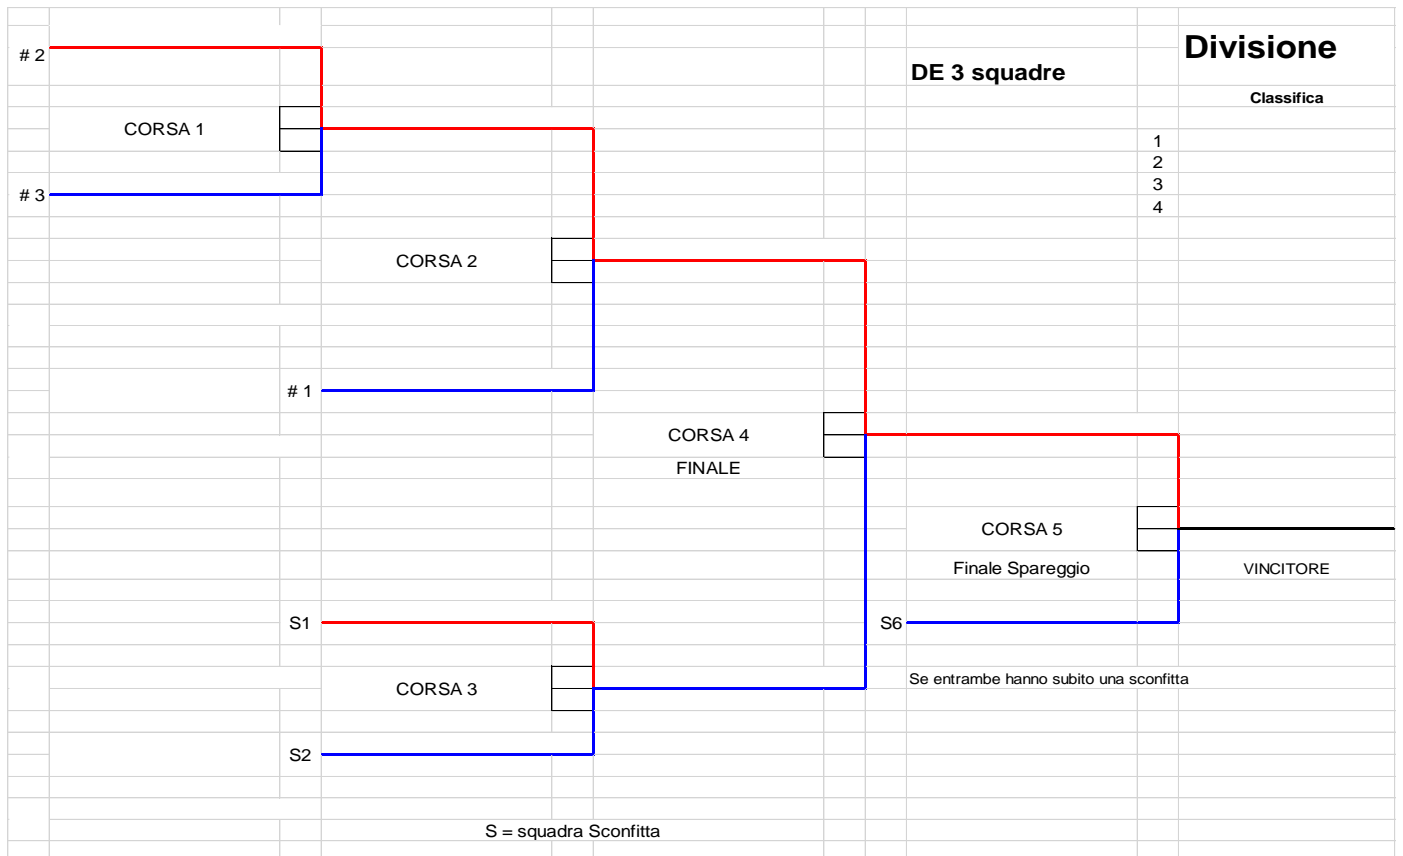 Divisione
# 2
DE 3 squadre
Classifica
CORSA 1
1
2
# 3
3
4
CORSA 2
# 1
CORSA 4
FINALE
CORSA 5
Finale Spareggio
VINCITORE
S1
S6
Se entrambe hanno subito una sconfitta
CORSA 3
S2
S = squadra Sconfitta